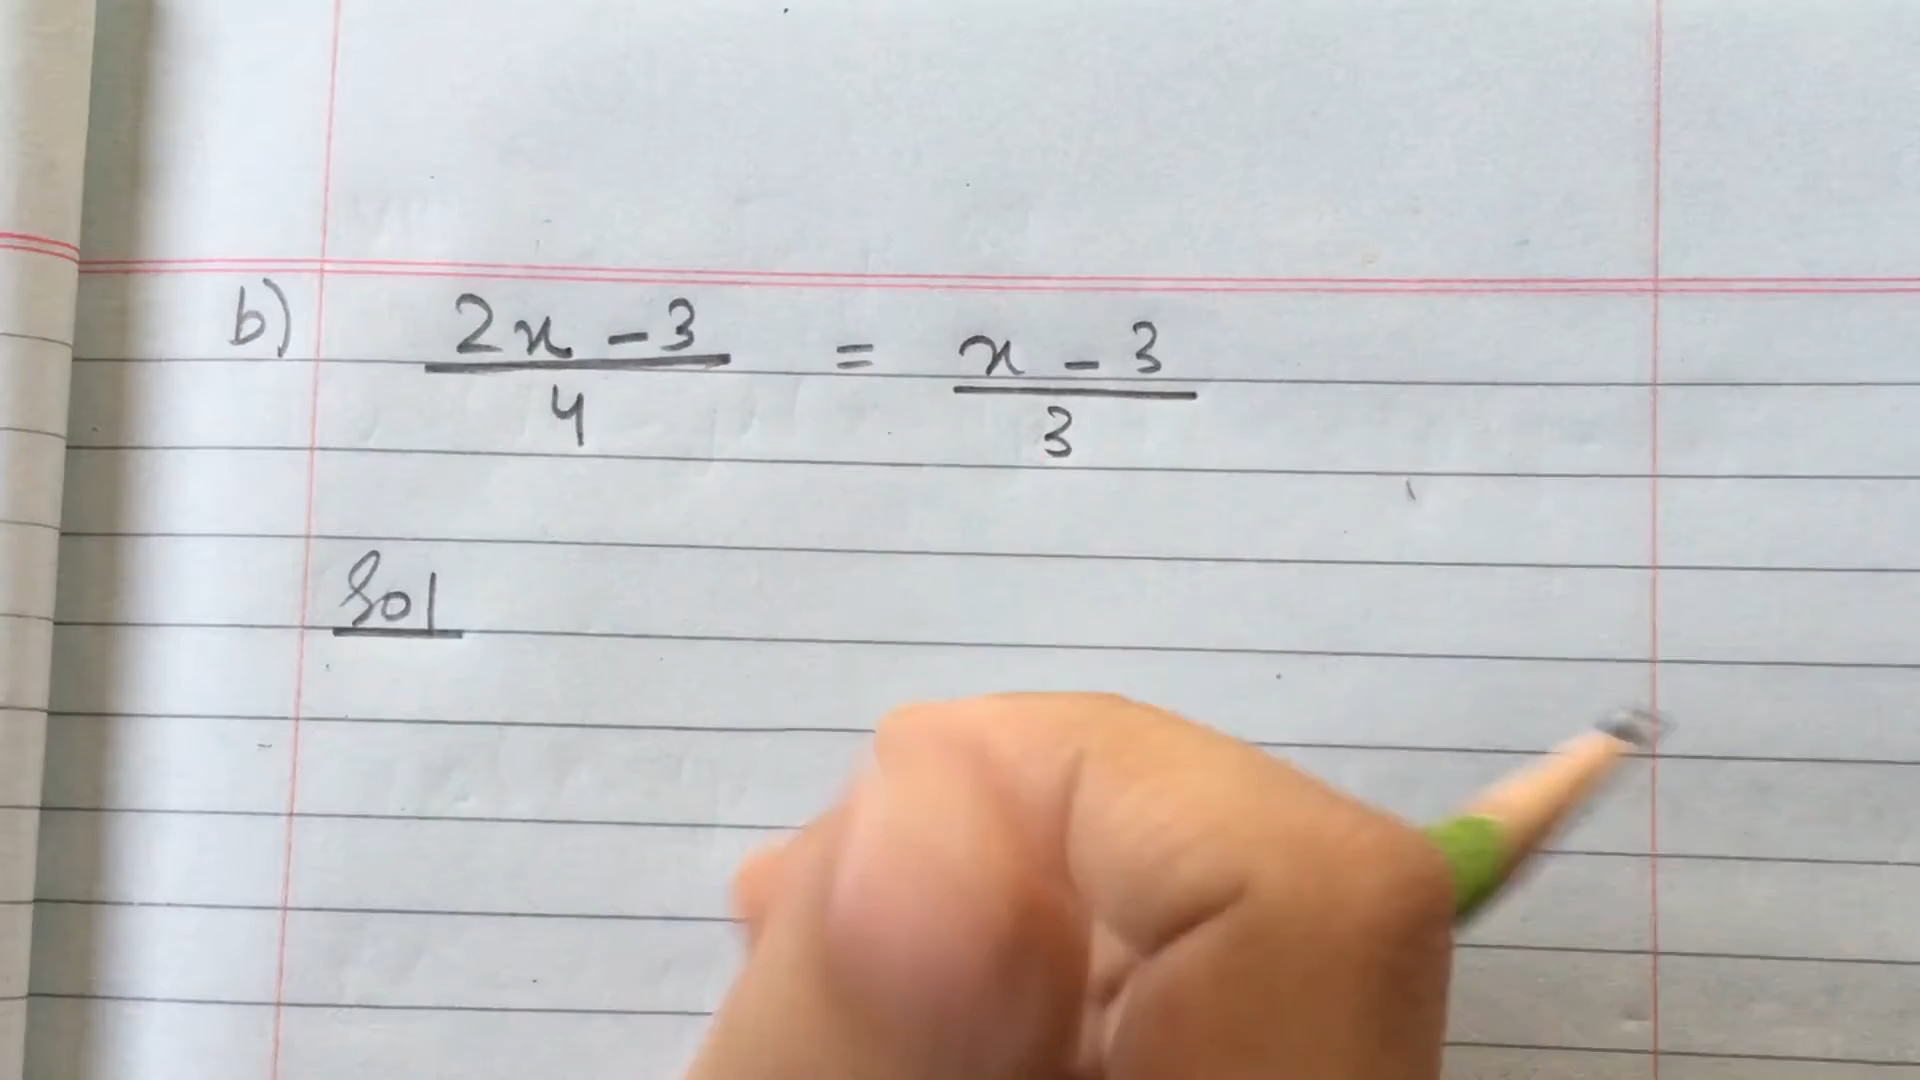 b) 2x - 3 / 4 = x - 3 / 3
Sol